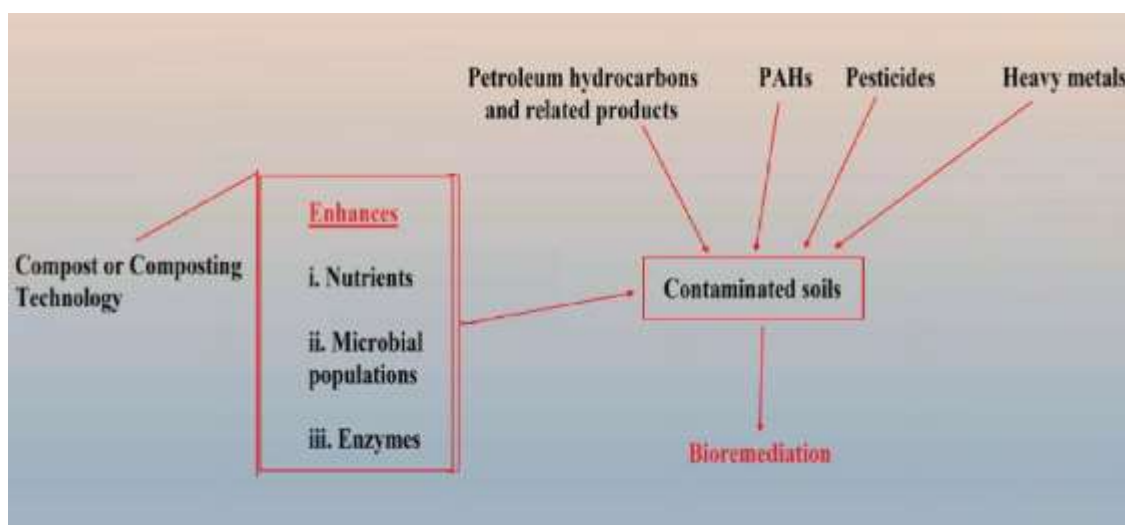 Petroleum hydrocarbons
and related products
PAHs
Pesticides
Heavy metals
Compost or Composting
Technology
Enhances
i. Nutrients
ii. Microbial
populations
iii. Enzymes
Contaminated soils
Bioremediation